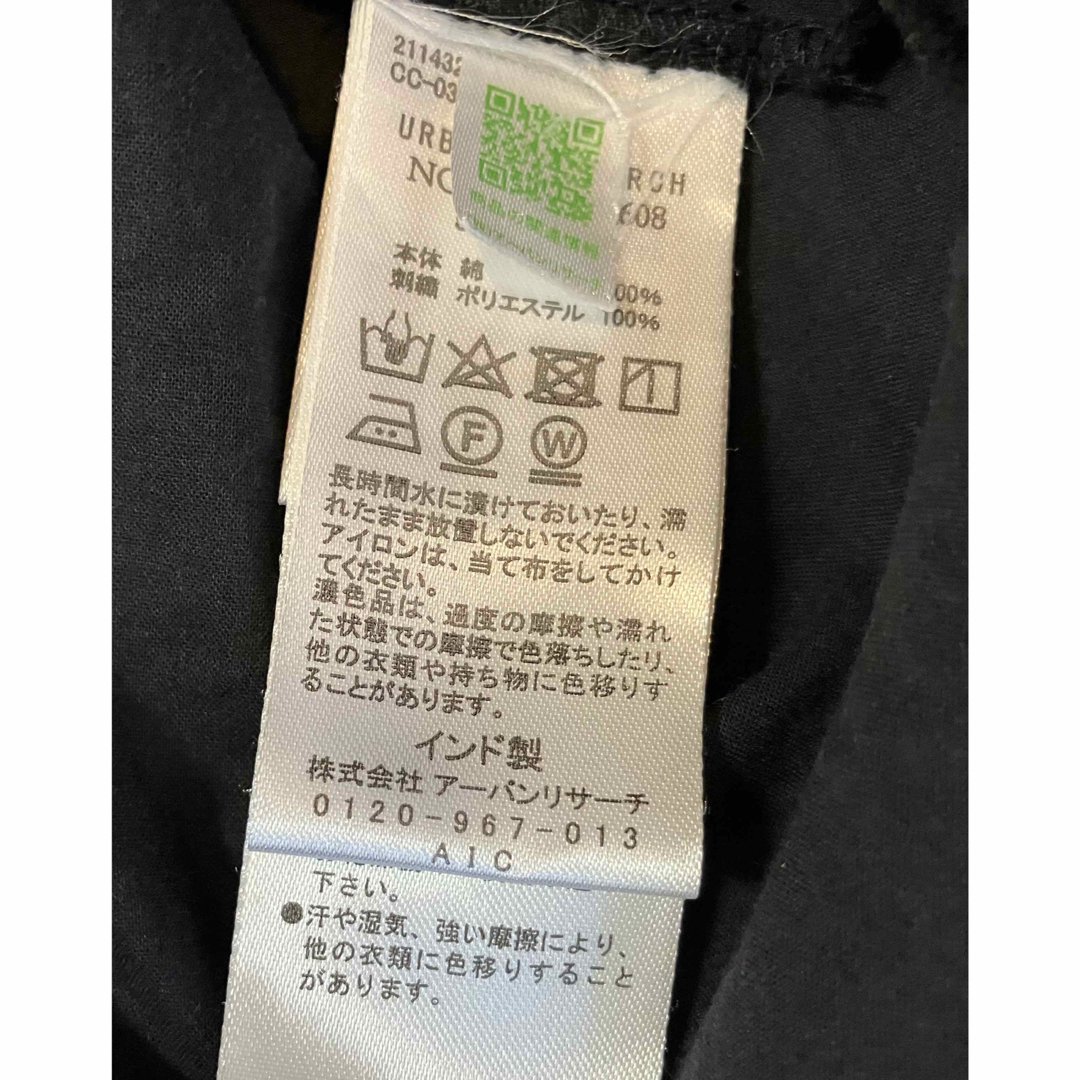 211432
CC-03
URB RCH
NO 608
本体 綿 00%
刺繍 ポリエステル 100%
F
W
長時間水に漬けておいたり、濡
れたまま放置しないでください。
アイロンは、当て布をしてかけ
てください。
濃色品は、過度の摩擦や濡れ
た状態での摩擦で色落ちしたり、
他の衣類や持ち物に色移りす
ることがあります。
インド製
株式会社 アーバンリサーチ
0120-967-013
AIC
下さい。
●汗や湿気、強い摩擦により、
他の衣類に色移りすること
があります。